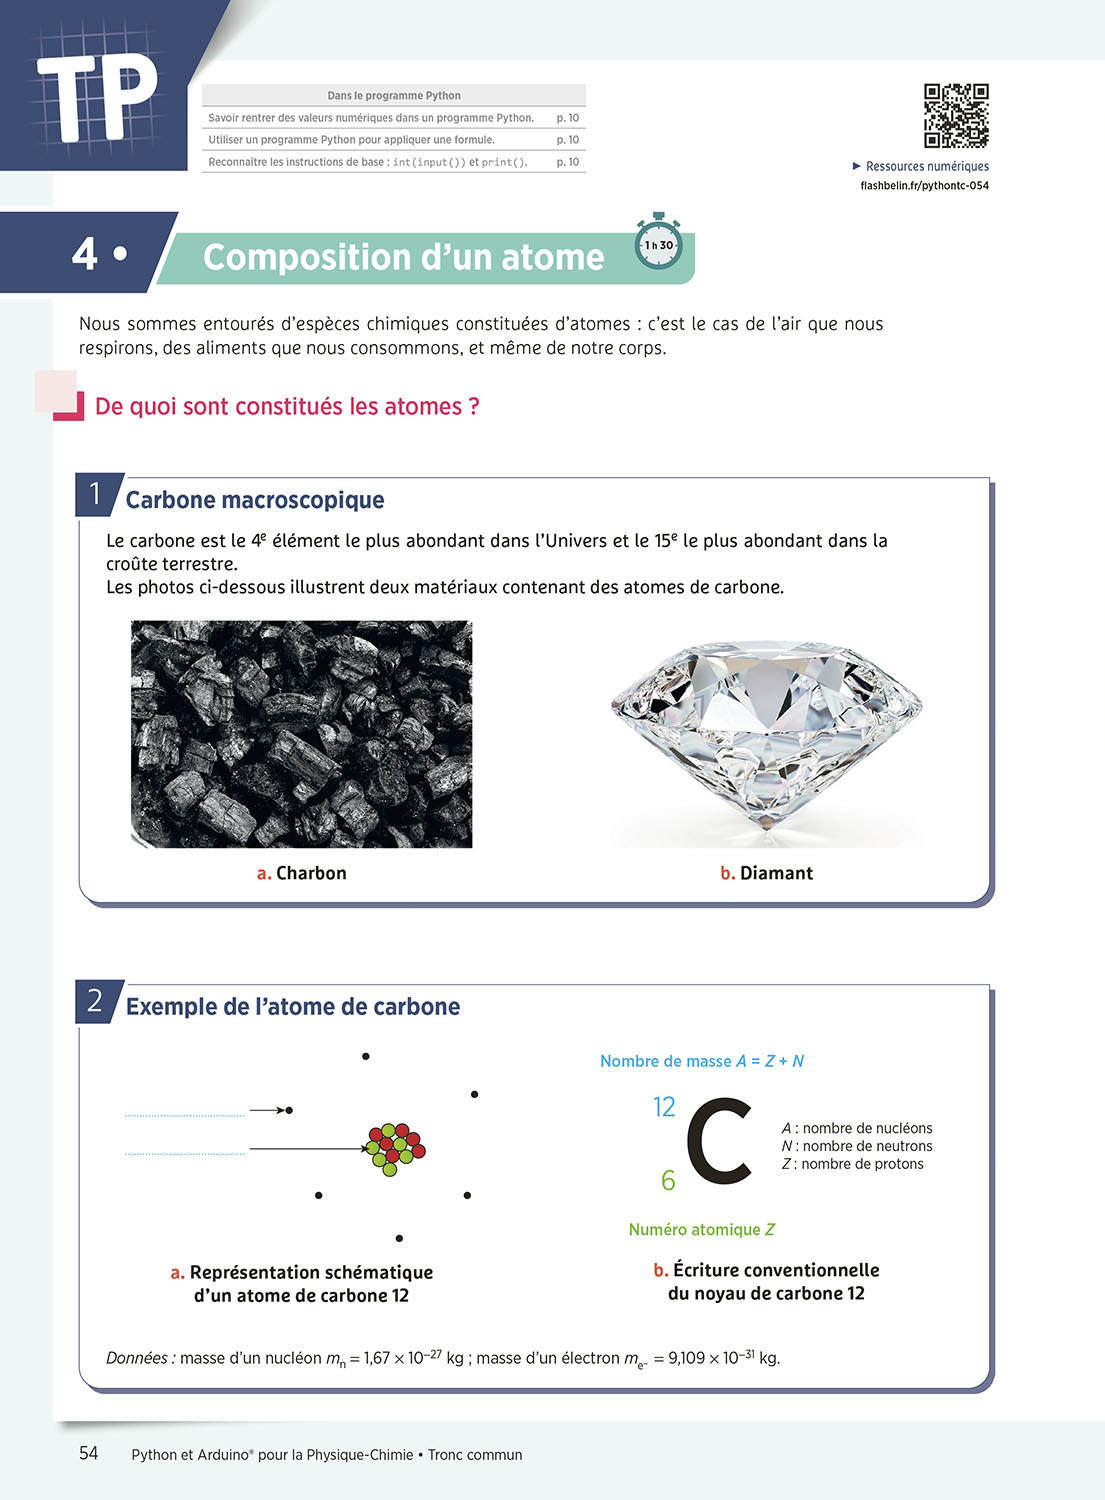 TP
Dans le programme Python
Savoir rentrer des valeurs numériques dans un programme Python. p. 10
Utiliser un programme Python pour appliquer une formule. p. 10
Reconnaître les instructions de base : int(input()) et print(). p. 10
► Ressources numériques
flashbelin.fr/pythontc-054
4 • Composition d’un atome
1 h 30
Nous sommes entourés d’espèces chimiques constituées d’atomes : c’est le cas de l’air que nous
respirons, des aliments que nous consommons, et même de notre corps.
De quoi sont constitués les atomes ?
1 Carbone macroscopique
Le carbone est le 4e élément le plus abondant dans l’Univers et le 15e le plus abondant dans la
croûte terrestre.
Les photos ci-dessous illustrent deux matériaux contenant des atomes de carbone.
a. Charbon
b. Diamant
2 Exemple de l’atome de carbone
Nombre de masse A = Z + N
12
C
6
A : nombre de nucléons
N : nombre de neutrons
Z : nombre de protons
Numéro atomique Z
a. Représentation schématique
d’un atome de carbone 12
b. Écriture conventionnelle
du noyau de carbone 12
Données : masse d’un nucléon mn = 1,67 × 10–27 kg ; masse d’un électron me– = 9,109 × 10–31 kg.
54 Python et Arduino® pour la Physique-Chimie • Tronc commun